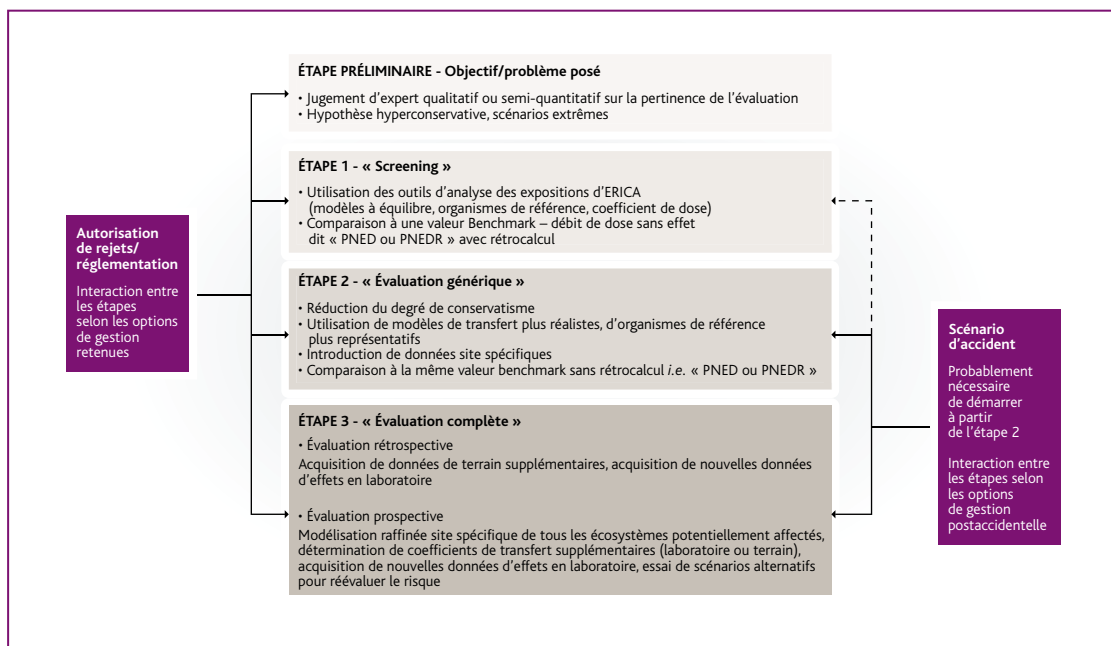 ÉTAPE PRÉLIMINAIRE - Objectif/problème posé
• Jugement d'expert qualitatif ou semi-quantitatif sur la pertinence de l'évaluation
• Hypothèse hyperconservative, scénarios extrêmes
ÉTAPE 1 - « Screening »
• Utilisation des outils d'analyse des expositions d'ERICA
(modèles à équilibre, organismes de référence, coefficient de dose)
• Comparaison à une valeur Benchmark – débit de dose sans effet
dit « PNED ou PNEDR » avec rétrocalcul
Autorisation
de rejets/
réglementation
Interaction entre
les étapes
selon les options
de gestion
retenues
ÉTAPE 2 - « Évaluation générique »
• Réduction du degré de conservatisme
• Utilisation de modèles de transfert plus réalistes, d'organismes de référence
plus représentatifs
• Introduction de données site spécifiques
• Comparaison à la même valeur benchmark sans rétrocalcul i.e. « PNED ou PNEDR »
Scénario
d'accident
Probablement
nécessaire
de démarrer
à partir
de l'étape 2
Interaction entre
les étapes selon
les options
de gestion
postaccidentelle
ÉTAPE 3 - « Évaluation complète »
• Évaluation rétrospective
Acquisition de données de terrain supplémentaires, acquisition de nouvelles données
d'effets en laboratoire
• Évaluation prospective
Modélisation raffinée site spécifique de tous les écosystèmes potentiellement affectés,
détermination de coefficients de transfert supplémentaires (laboratoire ou terrain),
acquisition de nouvelles données d'effets en laboratoire, essai de scénarios alternatifs
pour réévaluer le risque